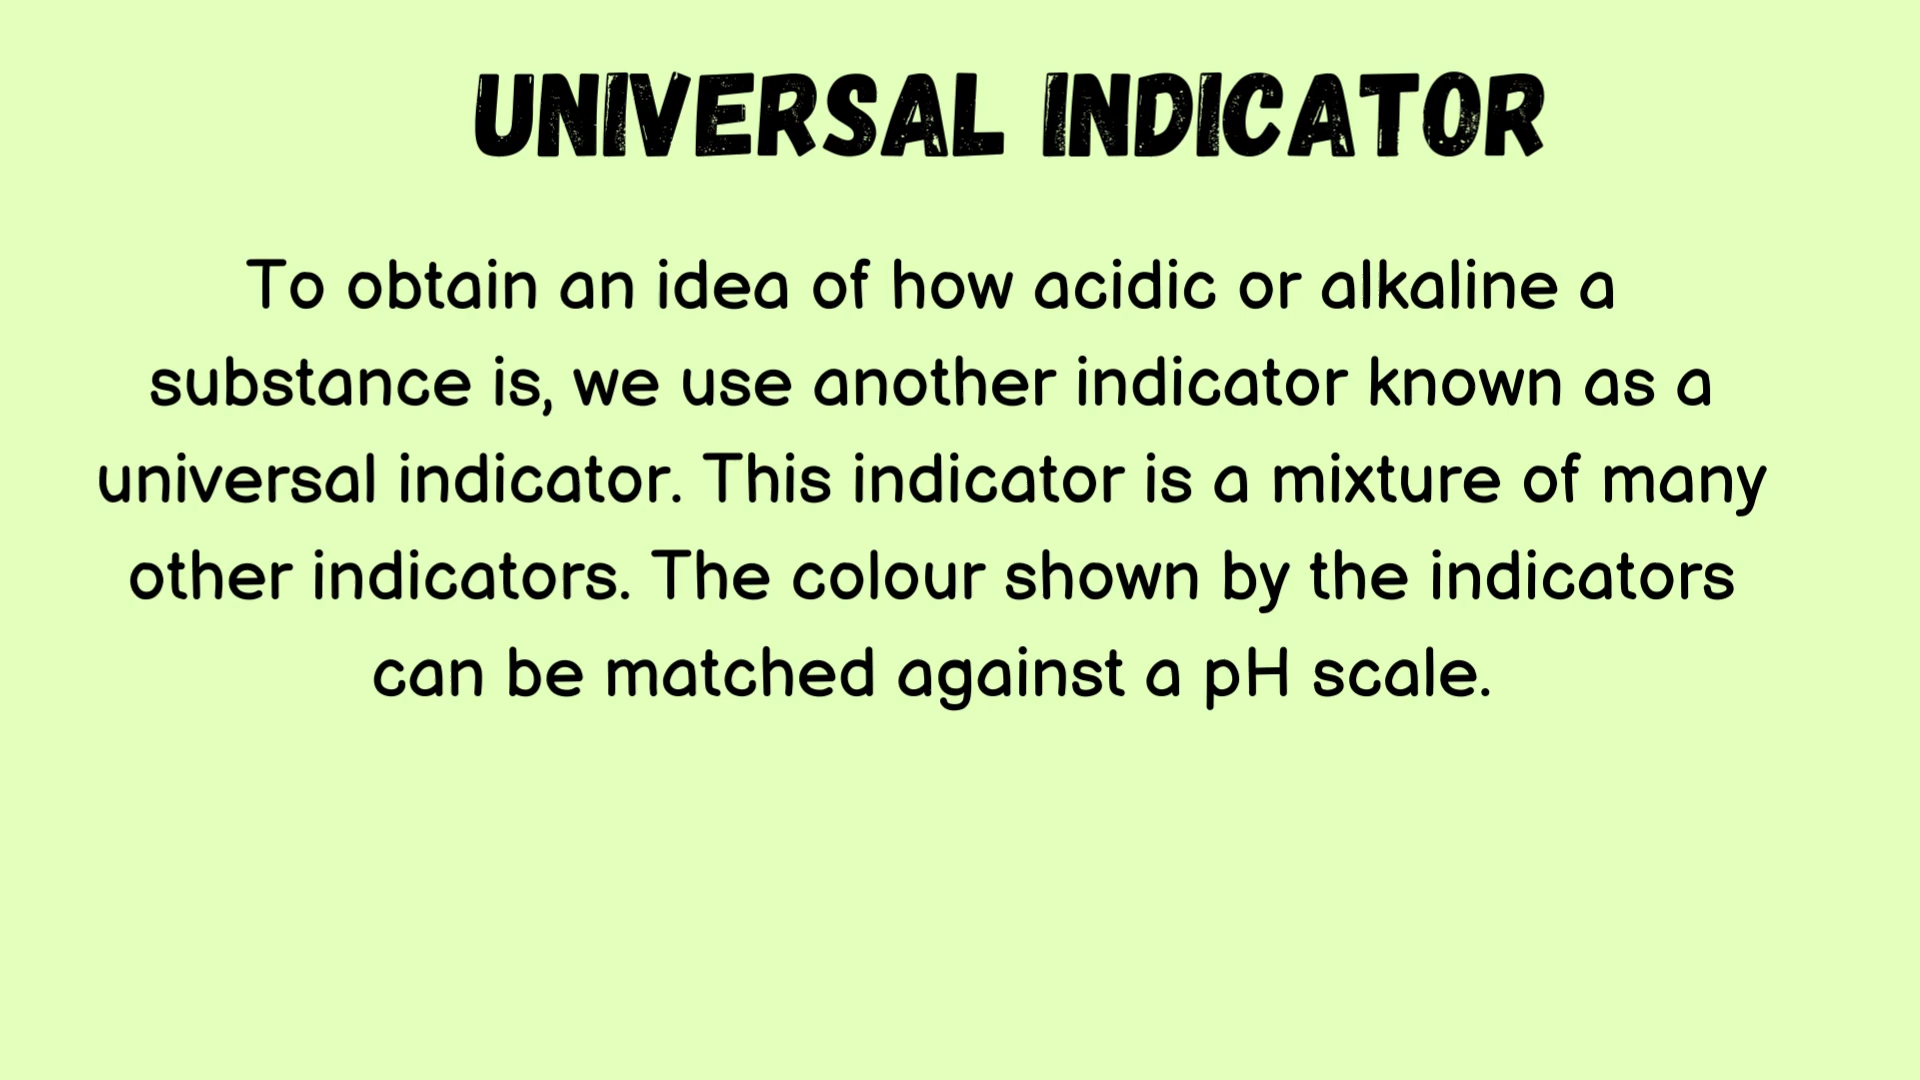 UNIVERSAL INDICATOR
To obtain an idea of how acidic or alkaline a
substance is, we use another indicator known as a
universal indicator. This indicator is a mixture of many
other indicators. The colour shown by the indicators
can be matched against a pH scale.